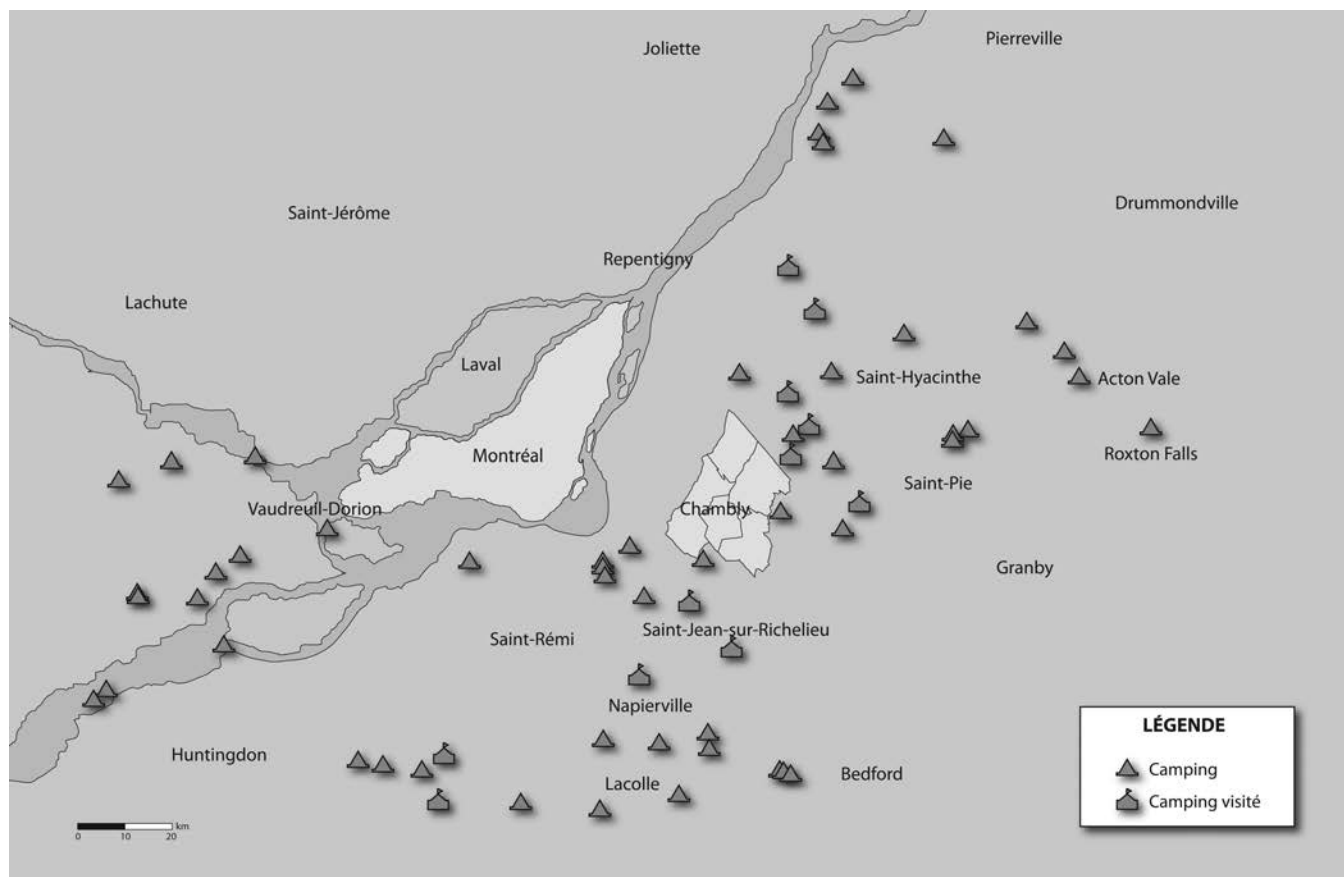 Joliette
Pierreville
Saint-Jérôme
Drummondville
Repentigny
Lachute
Laval
Saint-Hyacinthe
Acton Vale
Montréal
Roxton Falls
Saint-Pie
Vaudreuil-Dorion
Chambly
Granby
Saint-Rémi
Saint-Jean-sur-Richelieu
Napierville
Huntingdon
Lacolle
Bedford
LÉGENDE
Camping
Camping visité
km
0 10 20